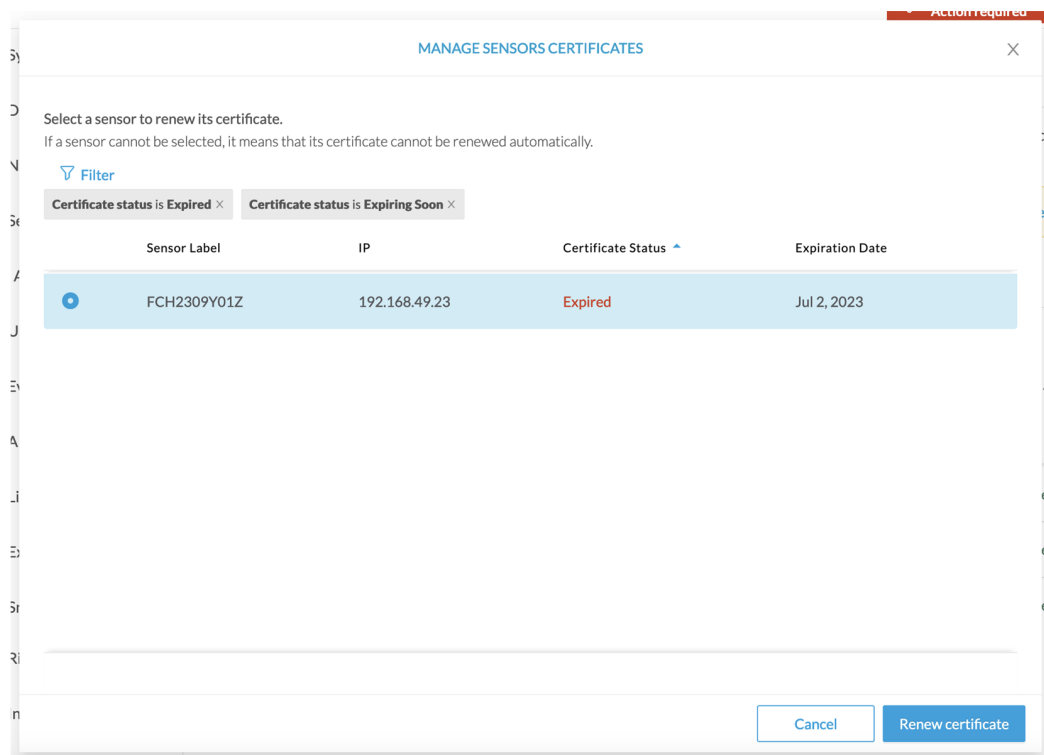 Action required
MANAGE SENSORS CERTIFICATES
Select a sensor to renew its certificate.
If a sensor cannot be selected, it means that its certificate cannot be renewed automatically.
Filter
Certificate status is Expired × Certificate status is Expiring Soon ×
Sensor Label IP Certificate Status Expiration Date
FCH2309Y01Z 192.168.49.23 Expired Jul 2, 2023
Cancel Renew certificate